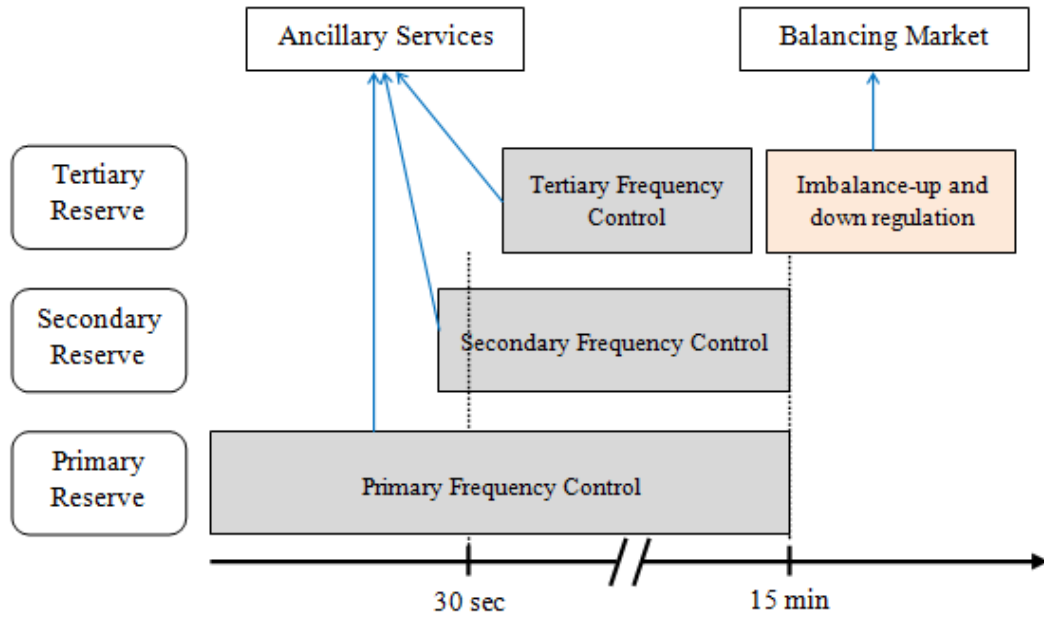 Ancillary Services
Balancing Market
Tertiary
Reserve
Tertiary Frequency
Control
Imbalance-up and
down regulation
Secondary
Reserve
Secondary Frequency Control
Primary
Reserve
Primary Frequency Control
30 sec
15 min